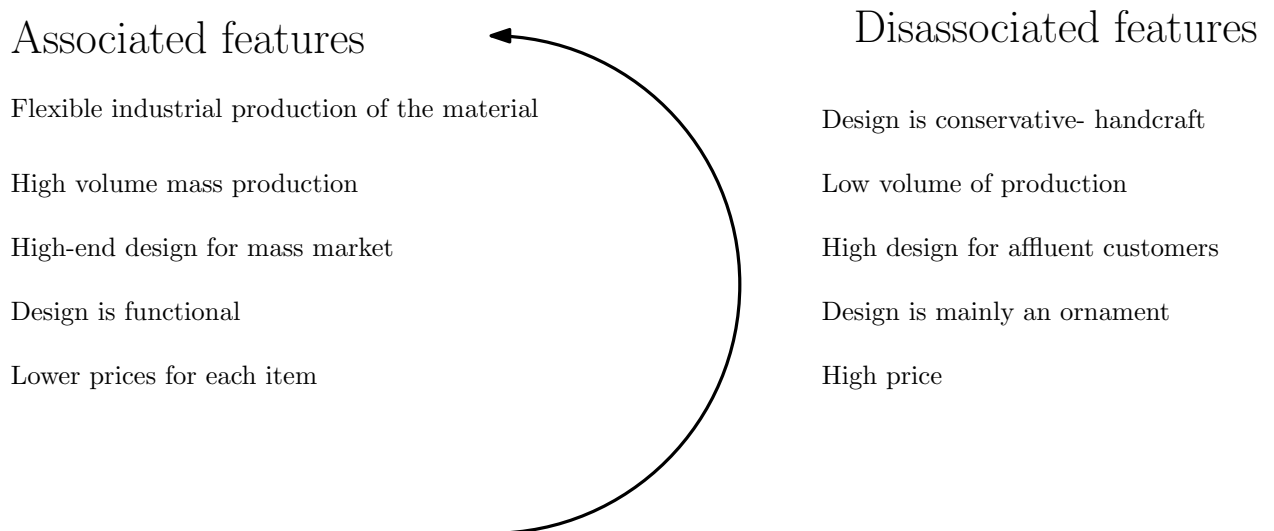 Associated features
Flexible industrial production of the material
High volume mass production
High-end design for mass market
Design is functional
Lower prices for each item
Disassociated features
Design is conservative- handcraft
Low volume of production
High design for affluent customers
Design is mainly an ornament
High price